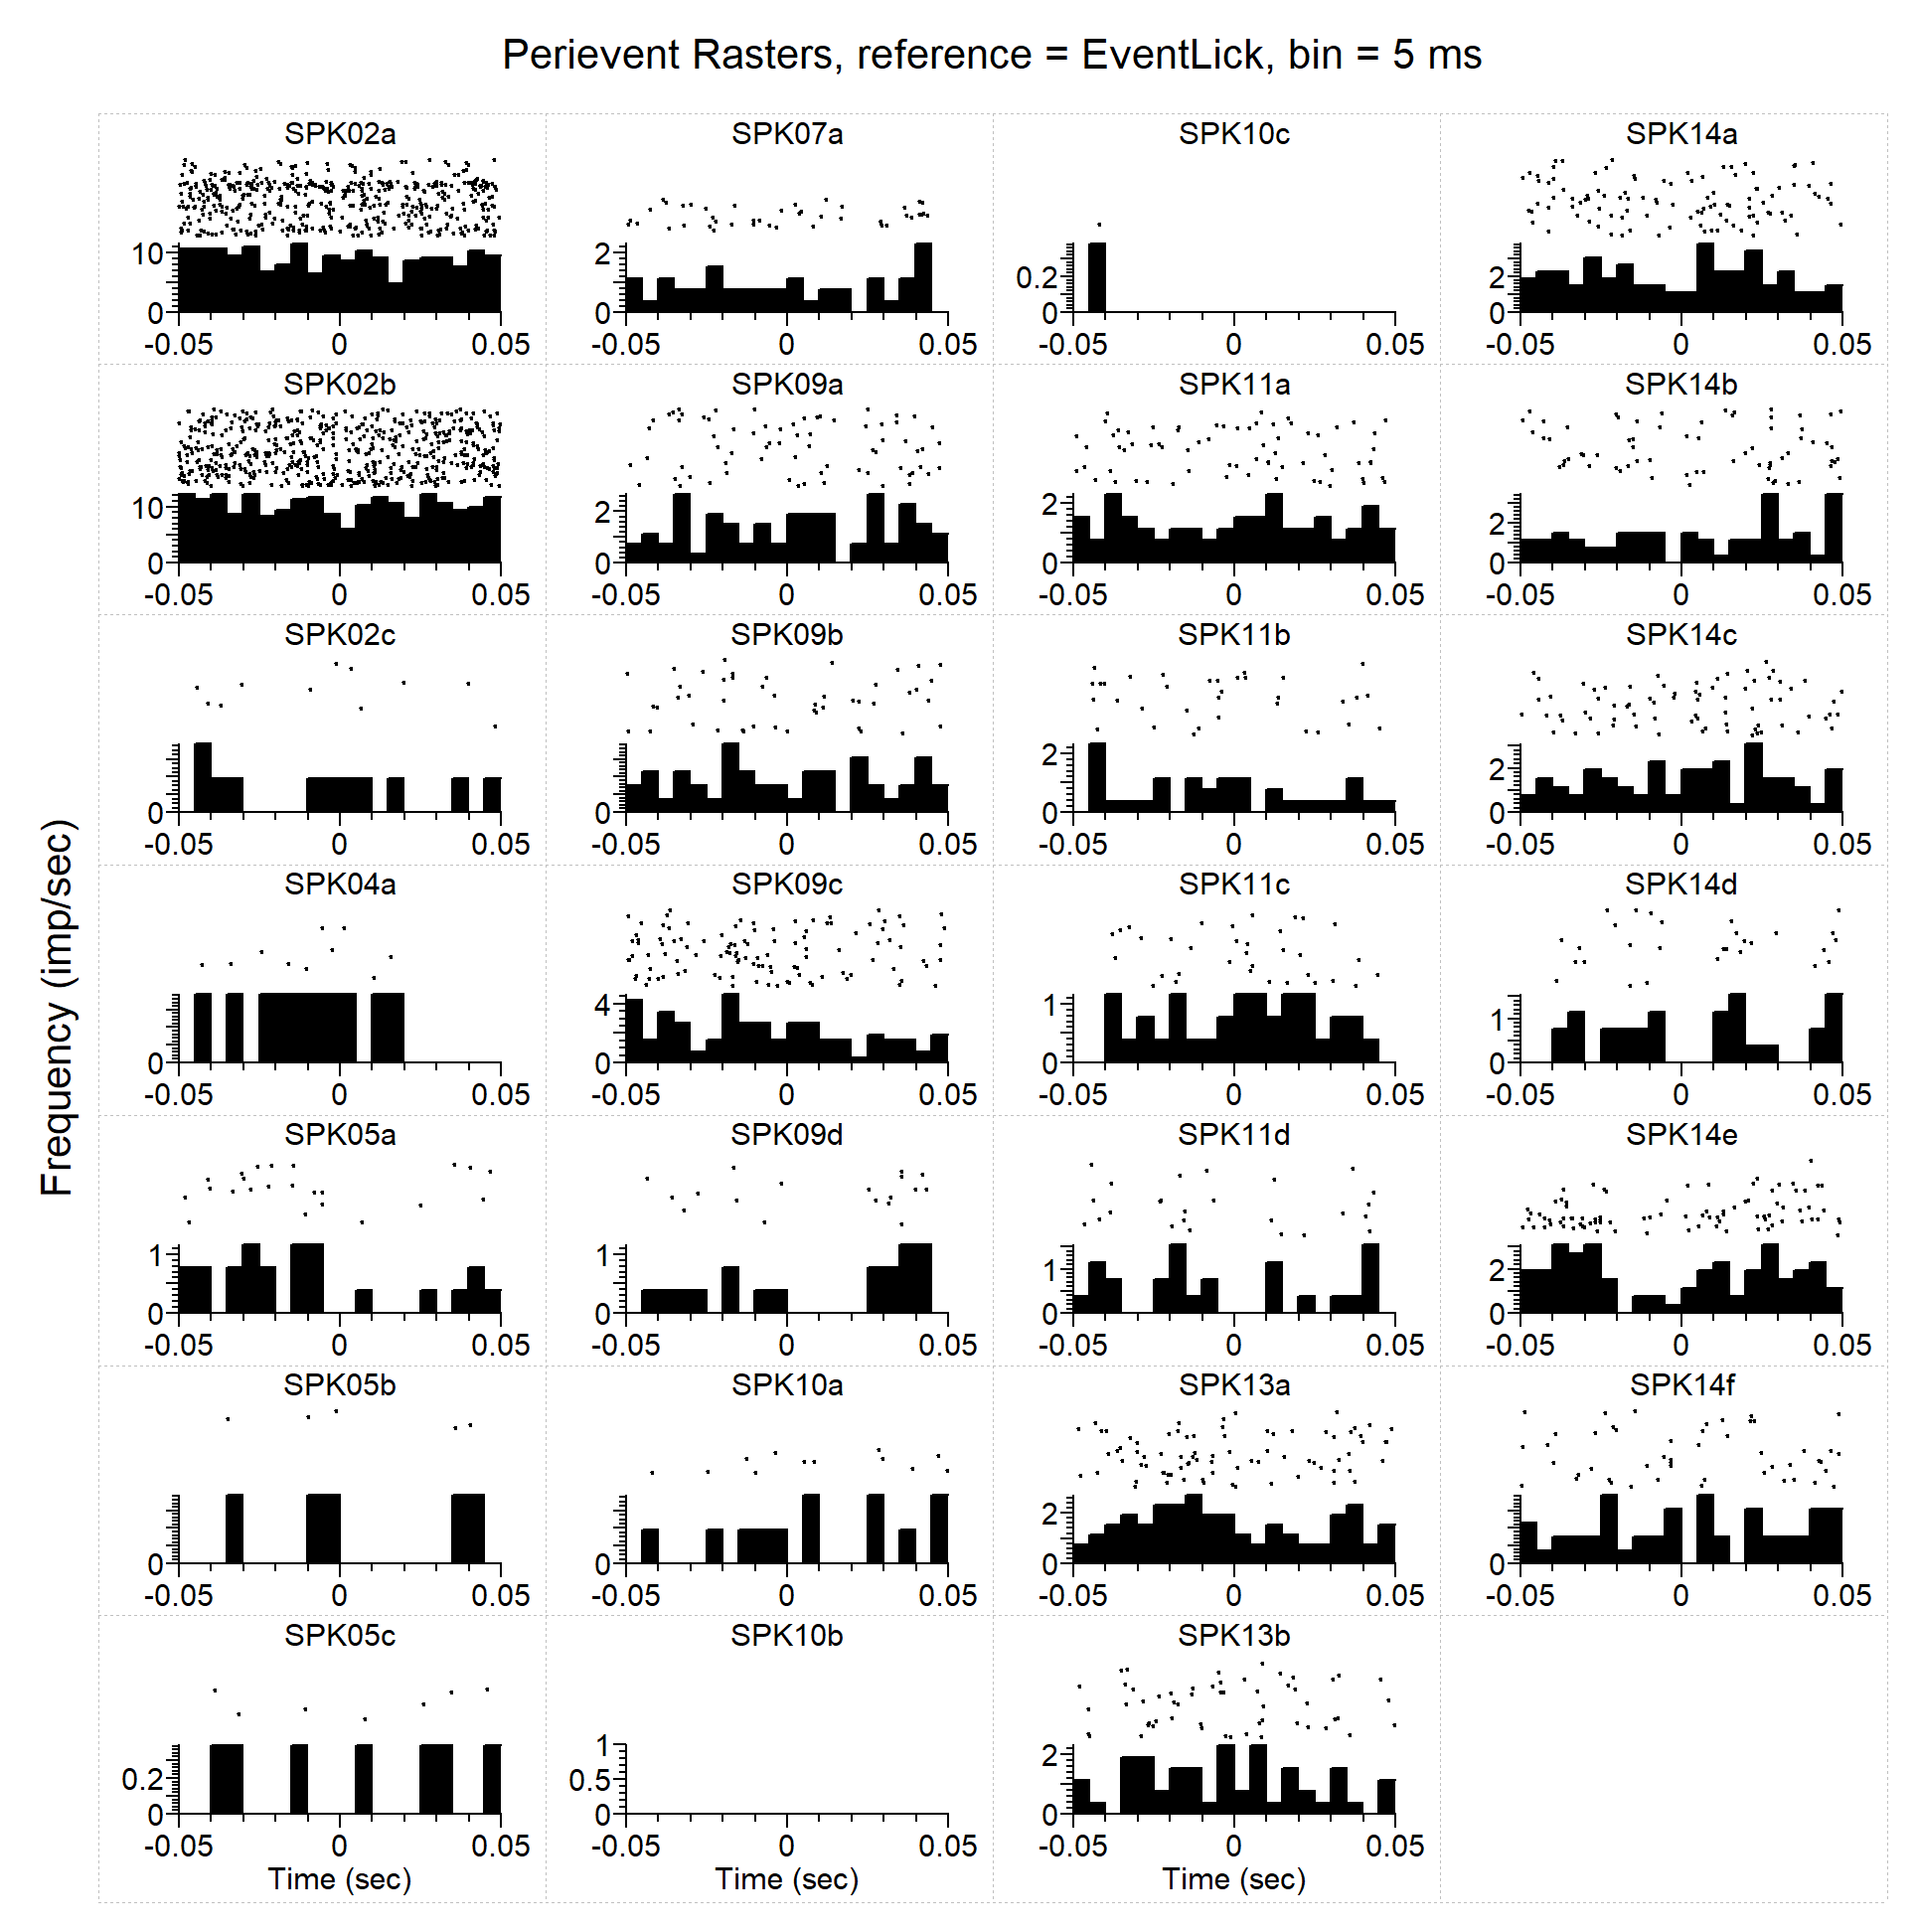 Perievent Rasters, reference = EventLick, bin = 5 ms
Frequency (imp/sec)
SPK02a
10
0
-0.05 0 0.05
SPK07a
2
0
-0.05 0 0.05
SPK10c
0.2
0
-0.05 0 0.05
SPK14a
2
0
-0.05 0 0.05
SPK02b
10
0
-0.05 0 0.05
SPK09a
2
0
-0.05 0 0.05
SPK11a
2
0
-0.05 0 0.05
SPK14b
2
0
-0.05 0 0.05
SPK02c
0
-0.05 0 0.05
SPK09b
0
-0.05 0 0.05
SPK11b
2
0
-0.05 0 0.05
SPK14c
2
0
-0.05 0 0.05
SPK04a
0
-0.05 0 0.05
SPK09c
4
0
-0.05 0 0.05
SPK11c
1
0
-0.05 0 0.05
SPK14d
1
0
-0.05 0 0.05
SPK05a
1
0
-0.05 0 0.05
SPK09d
1
0
-0.05 0 0.05
SPK11d
1
0
-0.05 0 0.05
SPK14e
2
0
-0.05 0 0.05
SPK05b
0
-0.05 0 0.05
SPK10a
0
-0.05 0 0.05
SPK13a
2
0
-0.05 0 0.05
SPK14f
0
-0.05 0 0.05
SPK05c
0.2
0
-0.05 0 0.05
Time (sec)
SPK10b
1
0.5
0
-0.05 0 0.05
Time (sec)
SPK13b
2
0
-0.05 0 0.05
Time (sec)